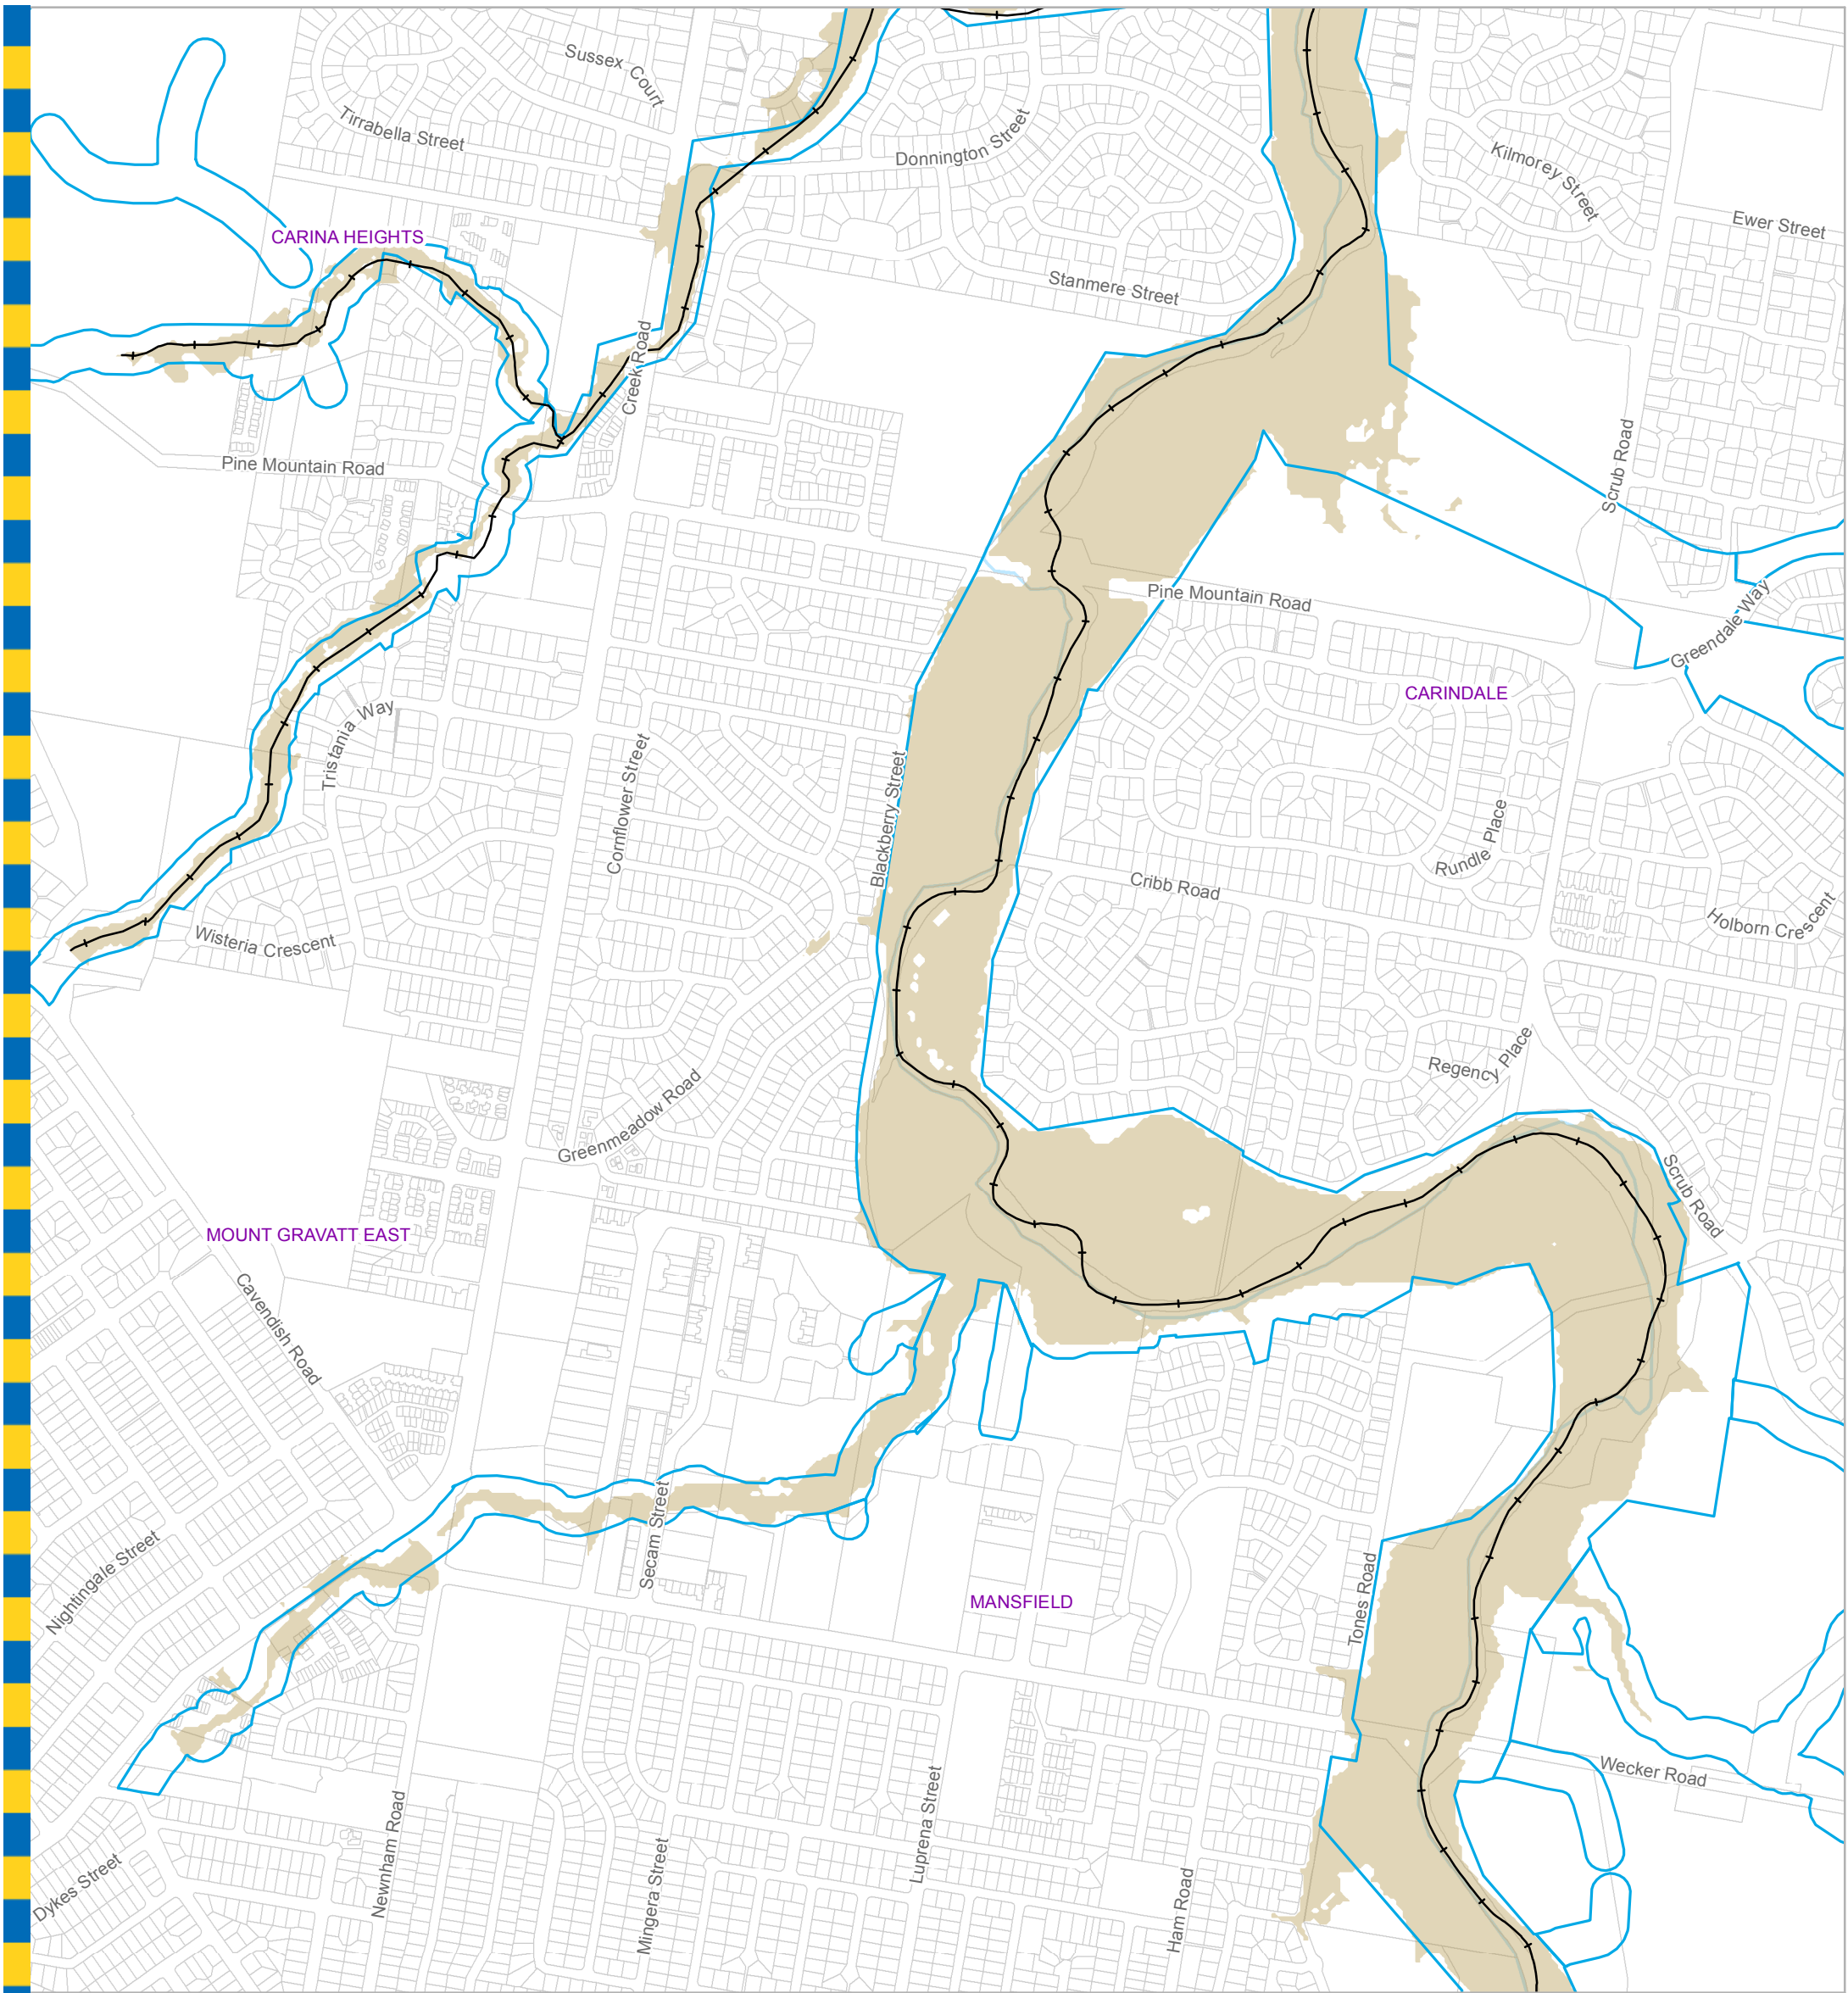 Sussex Court
Tirrabella Street
Donnington Street
Kilmorey Street
Ewer Street
CARINA HEIGHTS
Stanmere Street
Creek Road
Scrub Road
Pine Mountain Road
Pine Mountain Road
Greendale Way
CARINDALE
Tristania Way
Cornflower Street
Blackberry Street
Rundle Place
Cribb Road
Holborn Crescent
Wisteria Crescent
Regency Place
Greenmeadow Road
Scrub Road
MOUNT GRAVATT EAST
Cavendish Road
Secam Street
Nightingale Street
MANSFIELD
Tones Road
Wecker Road
Newnham Road
Luprena Street
Mingera Street
Dykes Street
Ham Road